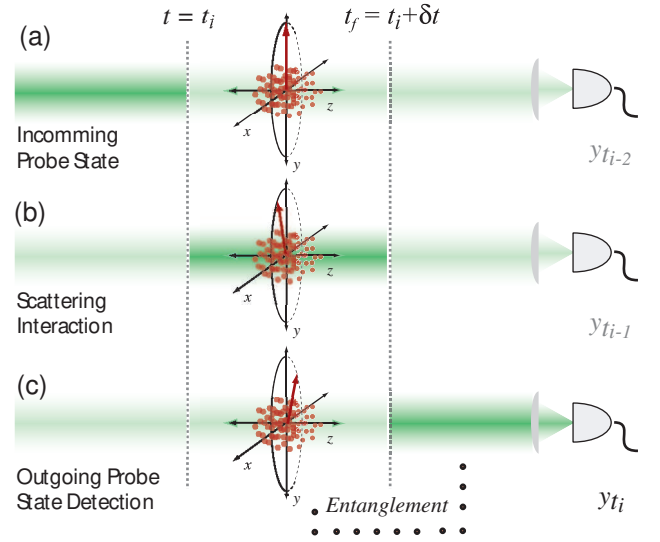 t = t_i
t_f = t_i+δt
(a)
z
x
y
Incomming
Probe State
y_{t_{i-2}}
(b)
z
x
y
Scattering
Interaction
y_{t_{i-1}}
(c)
z
x
y
Outgoing Probe
State Detection
Entanglement
y_{t_i}